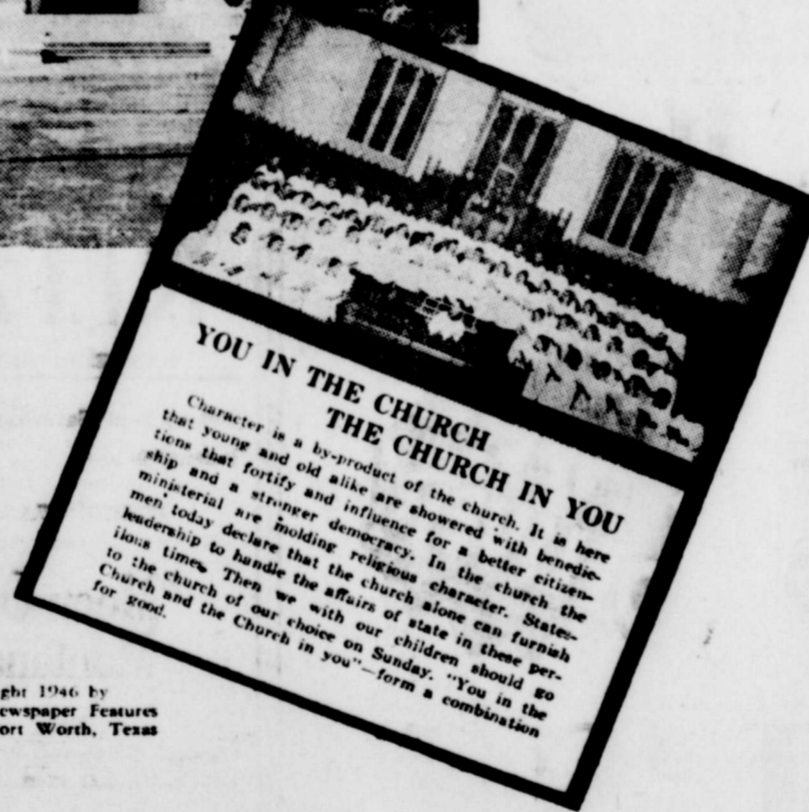 YOU IN THE CHURCH
THE CHURCH IN YOU
Character is a by-product of the church. It is here
that young and old alike are showered with benedic-
tions that fortify and influence for a better citizen-
ship and a stronger democracy. In the church the
ministerial are molding religious character. States-
men today declare that the church alone can furnish
leadership to handle the affairs of state in these per-
ilous times. Then we with our children should go
to the church of our choice on Sunday. "You in the
Church and the Church in you"—form a combination
for good.
ght 1946 by
ewspaper Features
ort Worth, Texas